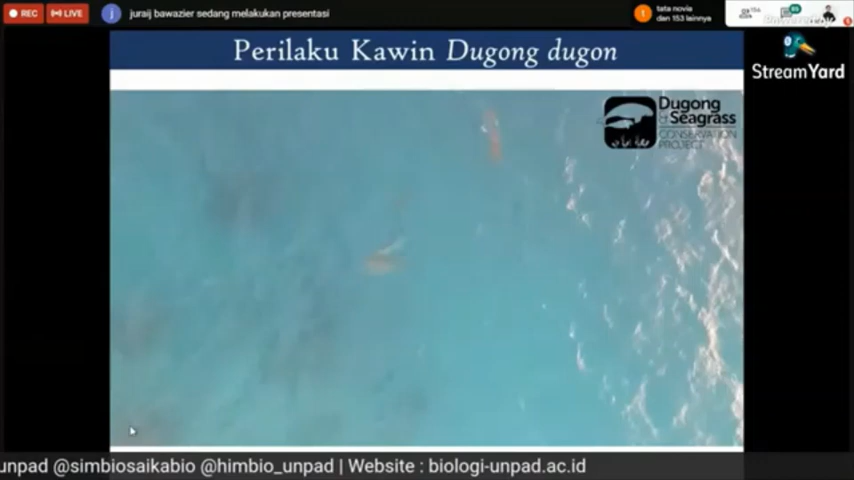 REC
LIVE
j
juraij bawazier sedang melakukan presentasi
t
tata novia
dan 153 lainnya
156
Perilaku Kawin Dugong dugon
StreamYard
Dugong
& Seagrass
CONSERVATION
PROJECT
unpad @simbiosaikabio @himbio_unpad | Website : biologi-unpad.ac.id